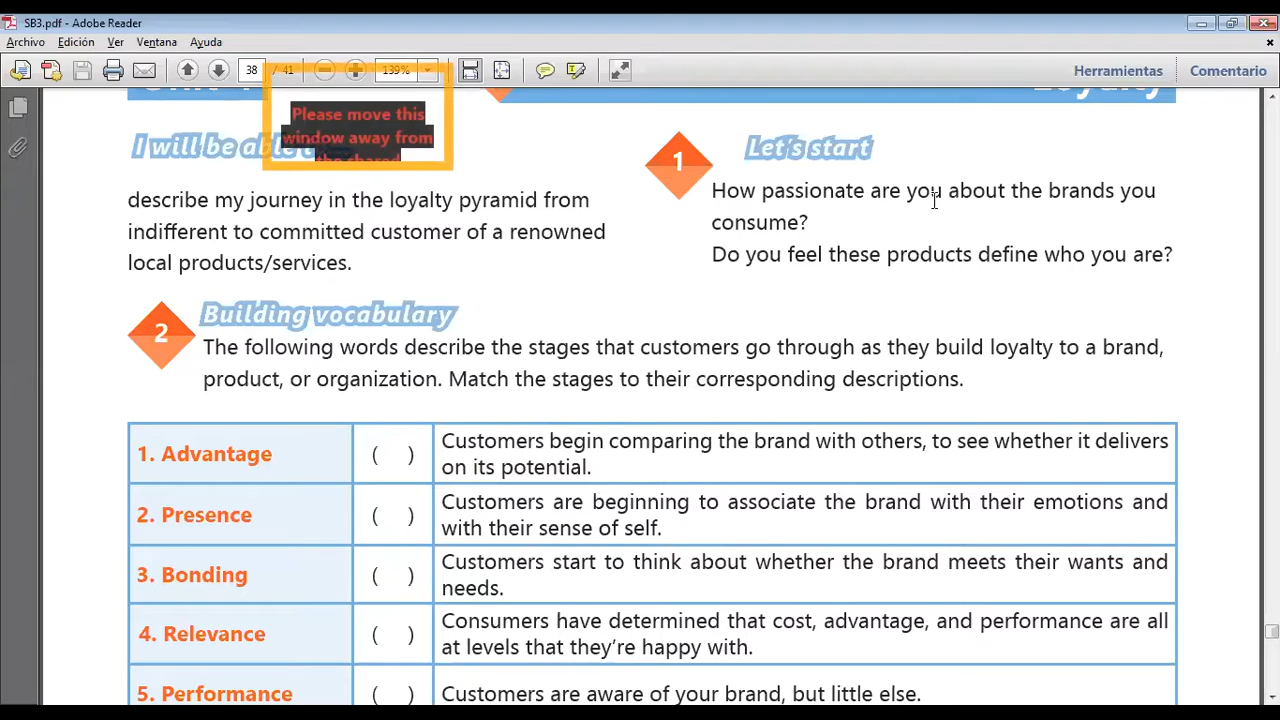 SB3.pdf - Adobe Reader
Archivo Edición Ver Ventana Ayuda
38 / 41 139% Herramientas Comentario
Loyalty
Please move this
window away from
the shared
I will be able
describe my journey in the loyalty pyramid from
indifferent to committed customer of a renowned
local products/services.
1 Let's start
How passionate are you about the brands you
consume?
Do you feel these products define who you are?
2 Building vocabulary
The following words describe the stages that customers go through as they build loyalty to a brand,
product, or organization. Match the stages to their corresponding descriptions.
1. Advantage ( ) Customers begin comparing the brand with others, to see whether it delivers
on its potential.
2. Presence ( ) Customers are beginning to associate the brand with their emotions and
with their sense of self.
3. Bonding ( ) Customers start to think about whether the brand meets their wants and
needs.
4. Relevance ( ) Consumers have determined that cost, advantage, and performance are all
at levels that they're happy with.
5. Performance ( ) Customers are aware of your brand, but little else.